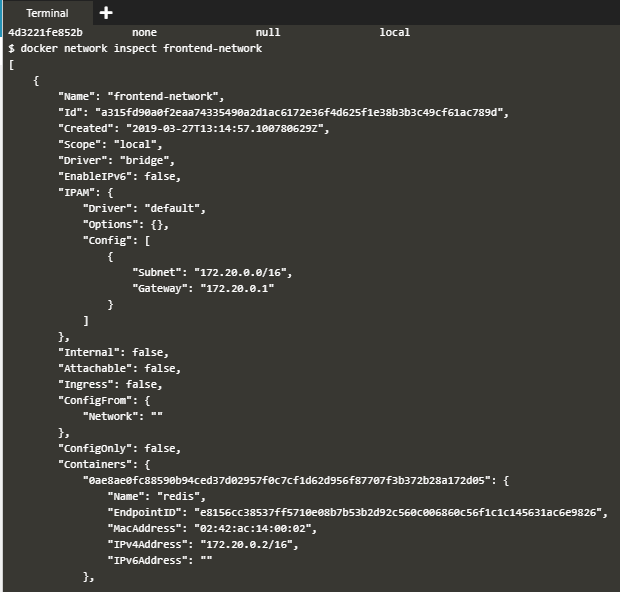 Terminal +
4d3221fe852b none null local
$ docker network inspect frontend-network
[
{
"Name": "frontend-network",
"Id": "a315fd90a0f2eaa74335490a2d1ac6172e36f4d625f1e38b3b3c49cf61ac789d",
"Created": "2019-03-27T13:14:57.100780629Z",
"Scope": "local",
"Driver": "bridge",
"EnableIPv6": false,
"IPAM": {
"Driver": "default",
"Options": {},
"Config": [
{
"Subnet": "172.20.0.0/16",
"Gateway": "172.20.0.1"
}
]
},
"Internal": false,
"Attachable": false,
"Ingress": false,
"ConfigFrom": {
"Network": ""
},
"ConfigOnly": false,
"Containers": {
"0ae8ae0fc88590b94ced37d02957f0c7cf1d62d956f87707f3b372b28a172d05": {
"Name": "redis",
"EndpointID": "e8156cc38537ff5710e08b7b53b2d92c560c006860c56f1c1c145631ac6e9826",
"MacAddress": "02:42:ac:14:00:02",
"IPv4Address": "172.20.0.2/16",
"IPv6Address": ""
},